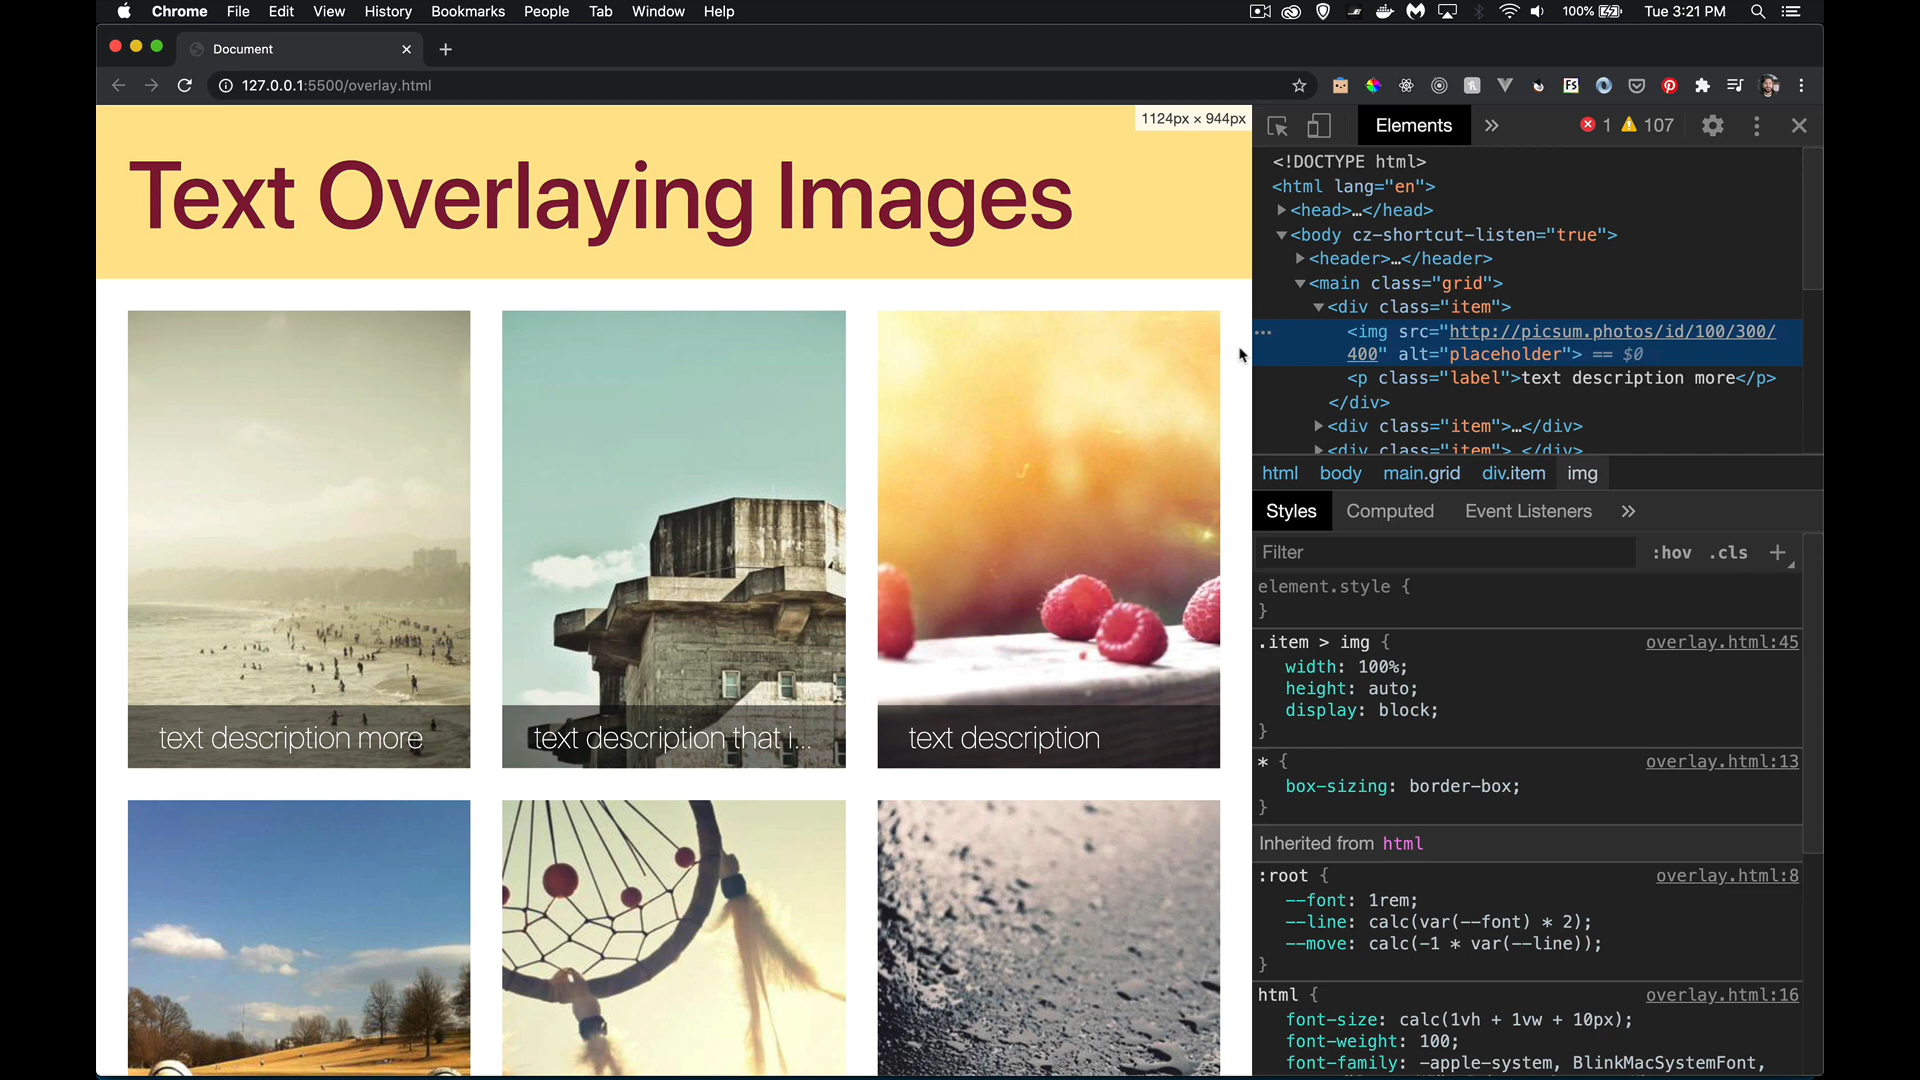 Chrome File Edit View History Bookmarks People Tab Window Help 100% Tue 3:21 PM
Document
127.0.0.1:5500/overlay.html
1124px × 944px
Text Overlaying Images
text description more
text description that i...
text description
Elements » 1 107
<!DOCTYPE html>
<html lang="en">
<head>…</head>
<body cz-shortcut-listen="true">
<header>…</header>
<main class="grid">
<div class="item">
<img src="http://picsum.photos/id/100/300/
400" alt="placeholder"> == $0
<p class="label">text description more</p>
</div>
<div class="item">…</div>
<div class="item">…</div>
html body main.grid div.item img
Styles Computed Event Listeners »
Filter :hov .cls +
element.style {
}
.item > img { overlay.html:45
width: 100%;
height: auto;
display: block;
}
* { overlay.html:13
box-sizing: border-box;
}
Inherited from html
:root { overlay.html:8
--font: 1rem;
--line: calc(var(--font) * 2);
--move: calc(-1 * var(--line));
}
html { overlay.html:16
font-size: calc(1vh + 1vw + 10px);
font-weight: 100;
font-family: -apple-system, BlinkMacSystemFont,